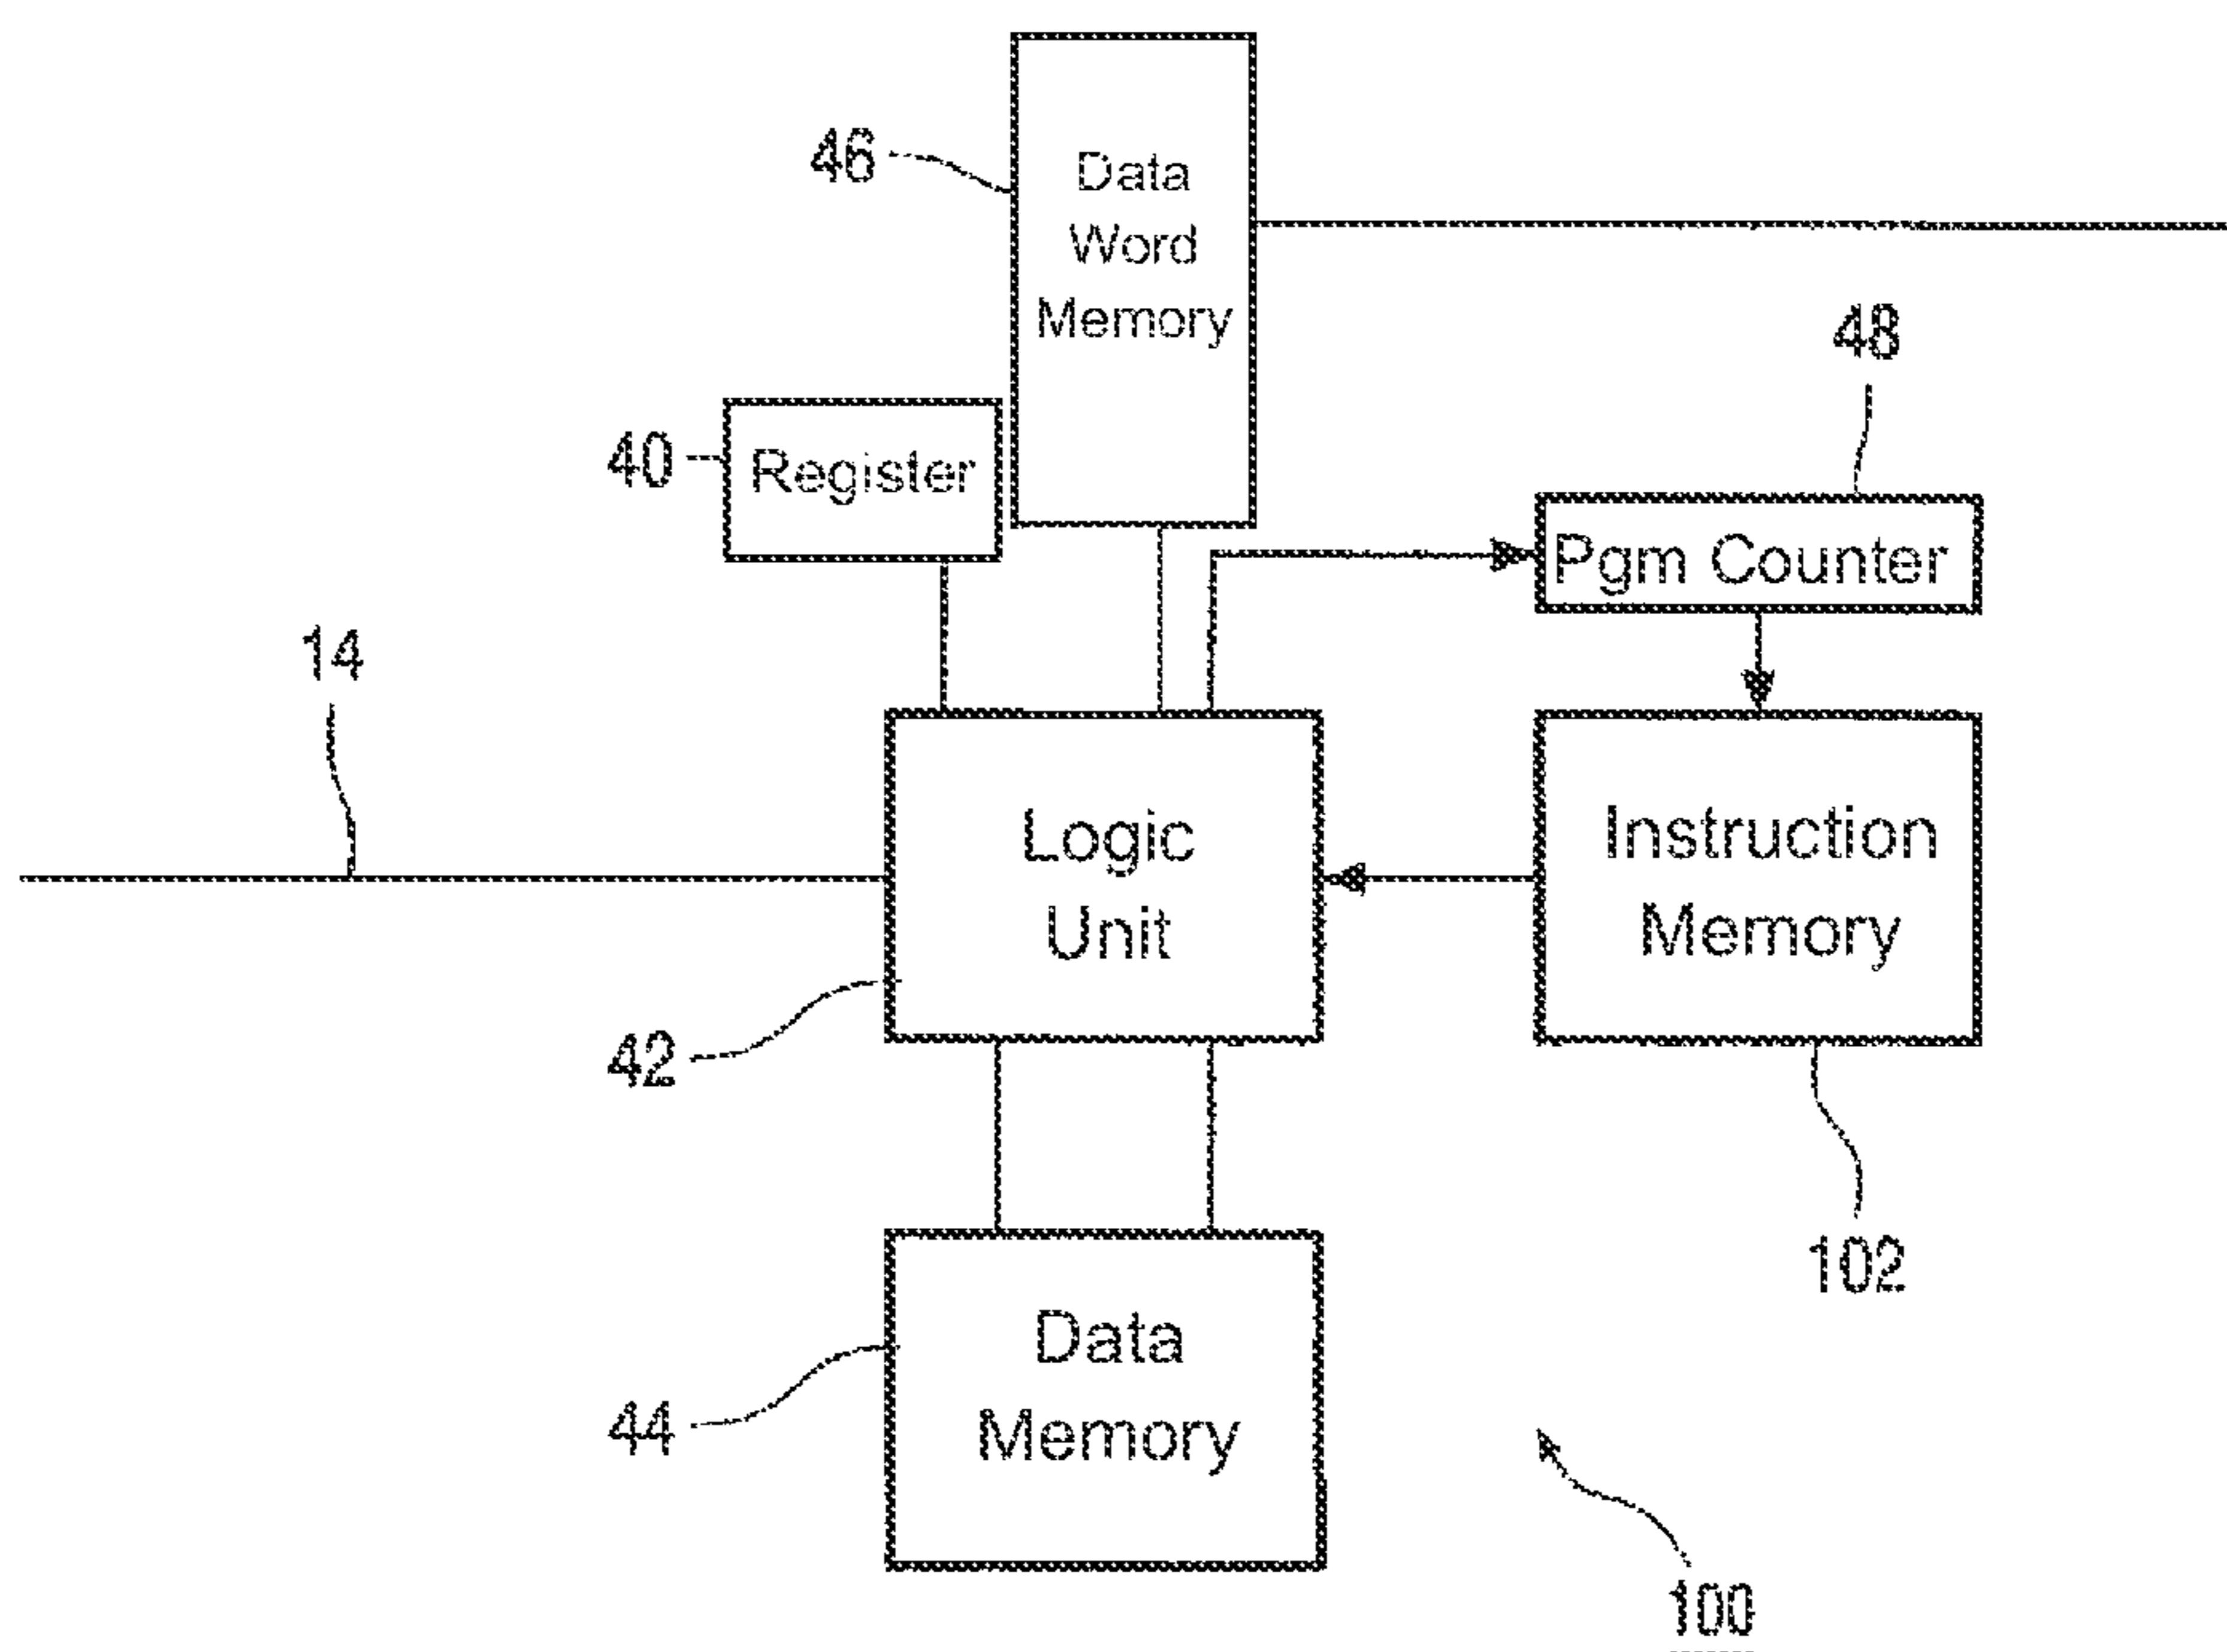 46
Data
Word
Memory
48
40
Register
Pgm Counter
14
Logic
Unit
Instruction
Memory
42
102
Data
Memory
44
100